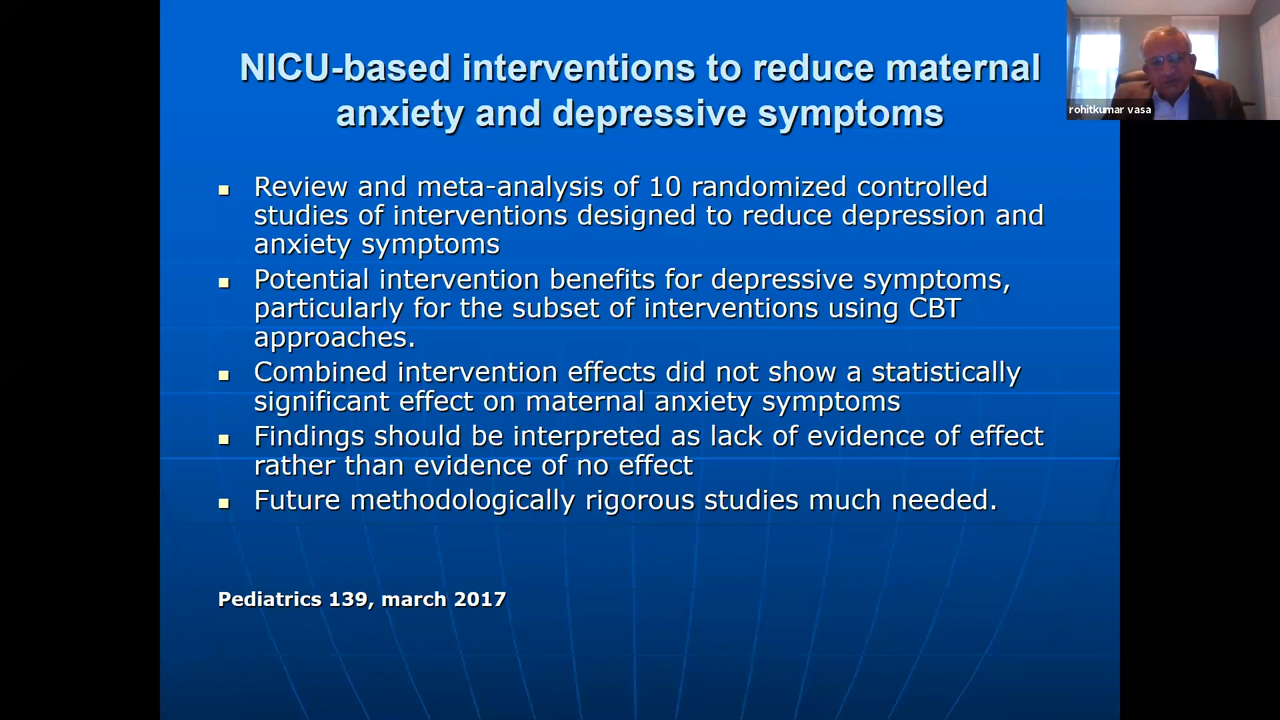 NICU-based interventions to reduce maternal
anxiety and depressive symptoms
rohitkumar vasa
Review and meta-analysis of 10 randomized controlled
studies of interventions designed to reduce depression and
anxiety symptoms
Potential intervention benefits for depressive symptoms,
particularly for the subset of interventions using CBT
approaches.
Combined intervention effects did not show a statistically
significant effect on maternal anxiety symptoms
Findings should be interpreted as lack of evidence of effect
rather than evidence of no effect
Future methodologically rigorous studies much needed.
Pediatrics 139, march 2017